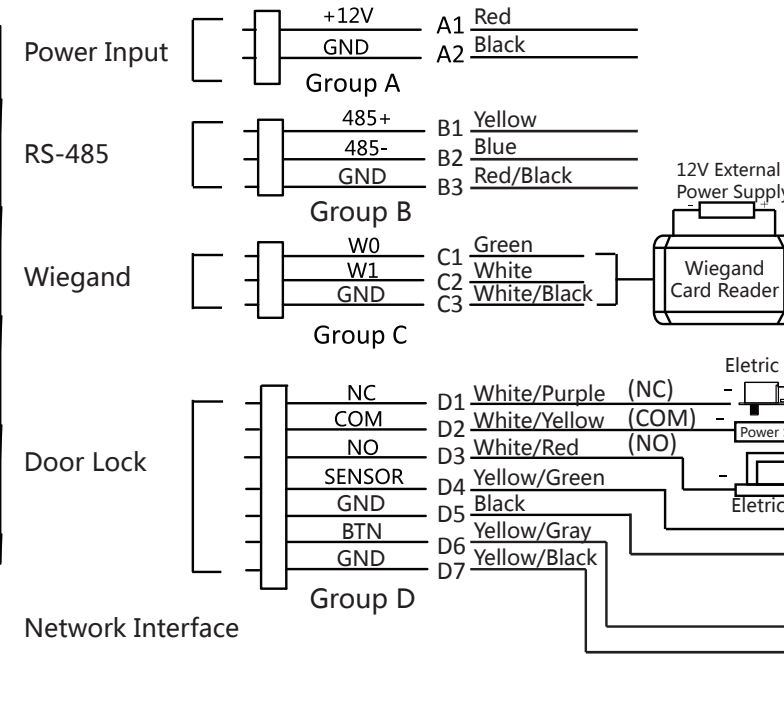 Power Input
+12V
A1 Red
GND
A2 Black
Group A
RS-485
485+
B1 Yellow
485-
B2 Blue
GND
B3 Red/Black
Group B
12V External
Power Supply
- +
Wiegand
W0
C1 Green
W1
C2 White
GND
C3 White/Black
Group C
Wiegand
Card Reader
Eletric
Door Lock
NC
D1 White/Purple (NC)
-
COM
D2 White/Yellow (COM)
-
Power
NO
D3 White/Red (NO)
-
Eletric
SENSOR
D4 Yellow/Green
GND
D5 Black
BTN
D6 Yellow/Gray
GND
D7 Yellow/Black
Group D
Network Interface